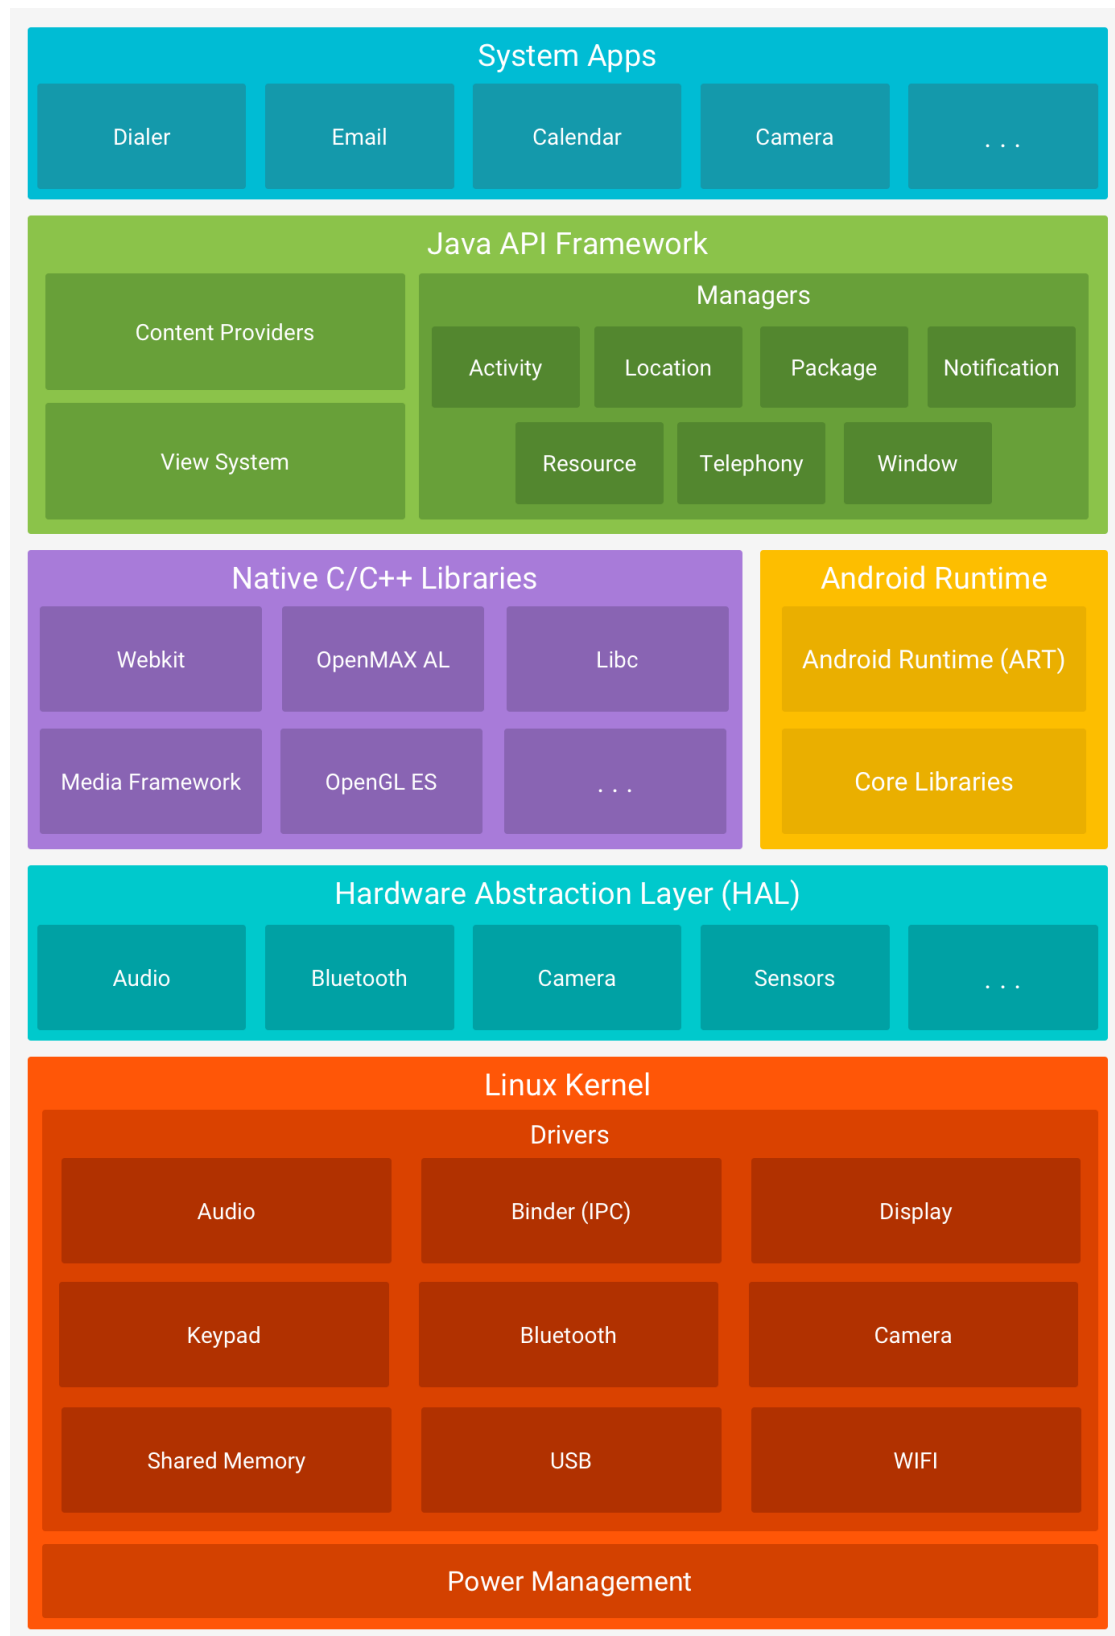 System Apps
Dialer
Email
Calendar
Camera
. . .
Java API Framework
Content Providers
View System
Managers
Activity
Location
Package
Notification
Resource
Telephony
Window
Native C/C++ Libraries
Webkit
OpenMAX AL
Libc
Media Framework
OpenGL ES
. . .
Android Runtime
Android Runtime (ART)
Core Libraries
Hardware Abstraction Layer (HAL)
Audio
Bluetooth
Camera
Sensors
. . .
Linux Kernel
Drivers
Audio
Binder (IPC)
Display
Keypad
Bluetooth
Camera
Shared Memory
USB
WIFI
Power Management